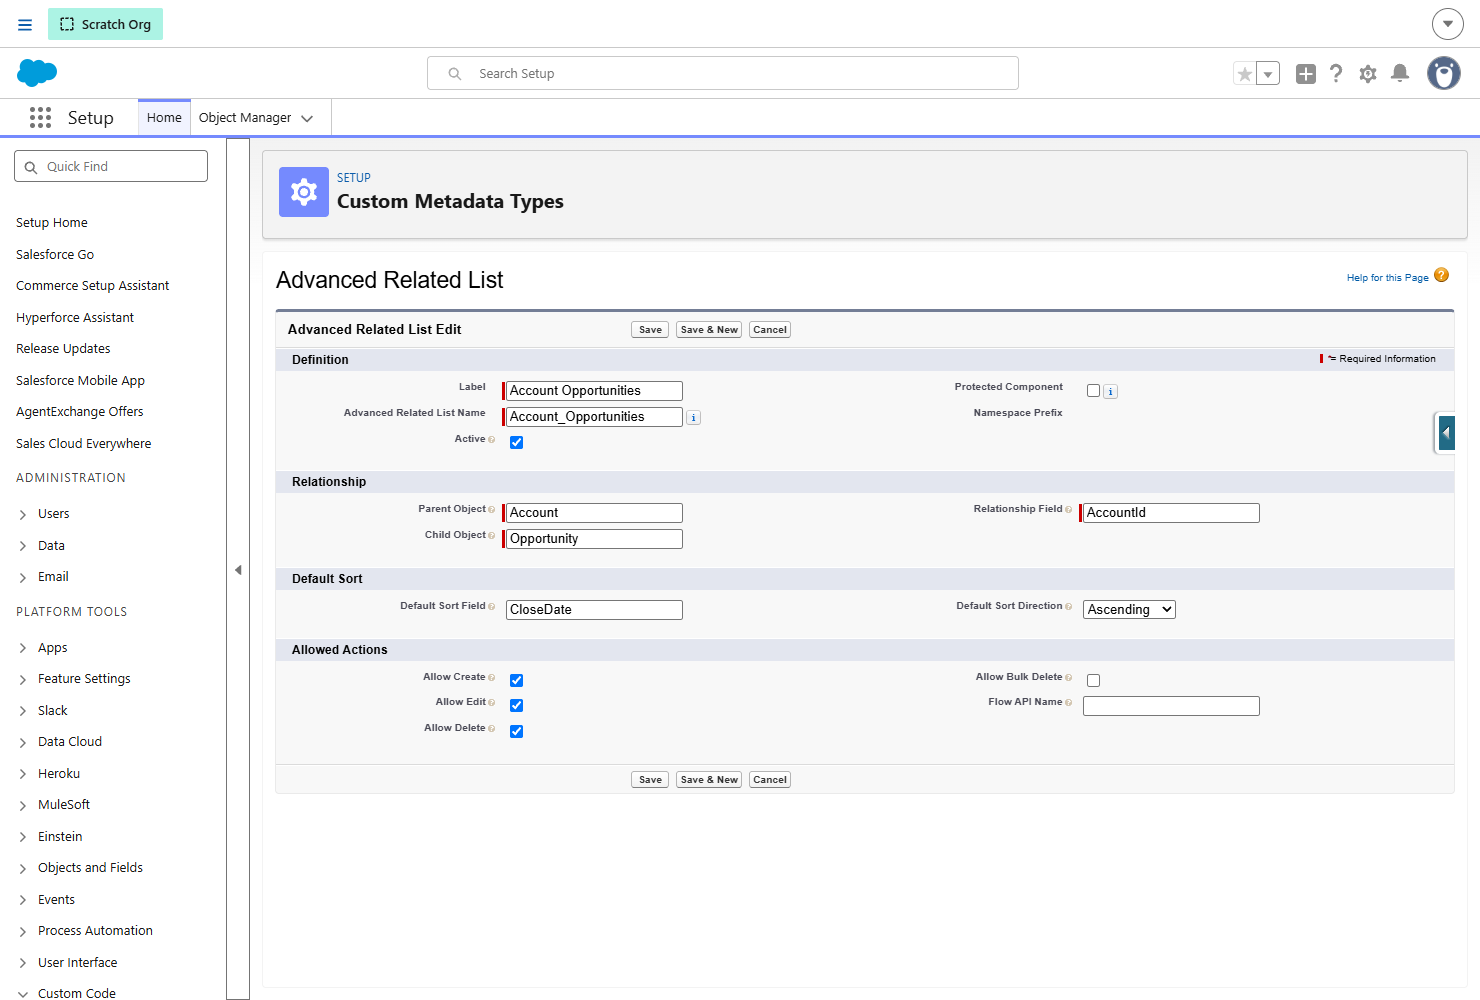 Scratch Org
Search Setup
Setup
Home
Object Manager
Quick Find
Setup Home
Salesforce Go
Commerce Setup Assistant
Hyperforce Assistant
Release Updates
Salesforce Mobile App
AgentExchange Offers
Sales Cloud Everywhere
ADMINISTRATION
Users
Data
Email
PLATFORM TOOLS
Apps
Feature Settings
Slack
Data Cloud
Heroku
MuleSoft
Einstein
Objects and Fields
Events
Process Automation
User Interface
Custom Code
SETUP
Custom Metadata Types
Advanced Related List
Help for this Page ?
Advanced Related List Edit
Save
Save & New
Cancel
Definition
= Required Information
Label
Account Opportunities
Protected Component
i
Advanced Related List Name
Account_Opportunities
i
Namespace Prefix
Active
Relationship
Parent Object
Account
Relationship Field
AccountId
Child Object
Opportunity
Default Sort
Default Sort Field
CloseDate
Default Sort Direction
Ascending
Allowed Actions
Allow Create
Allow Bulk Delete
Allow Edit
Flow API Name
Allow Delete
Save
Save & New
Cancel